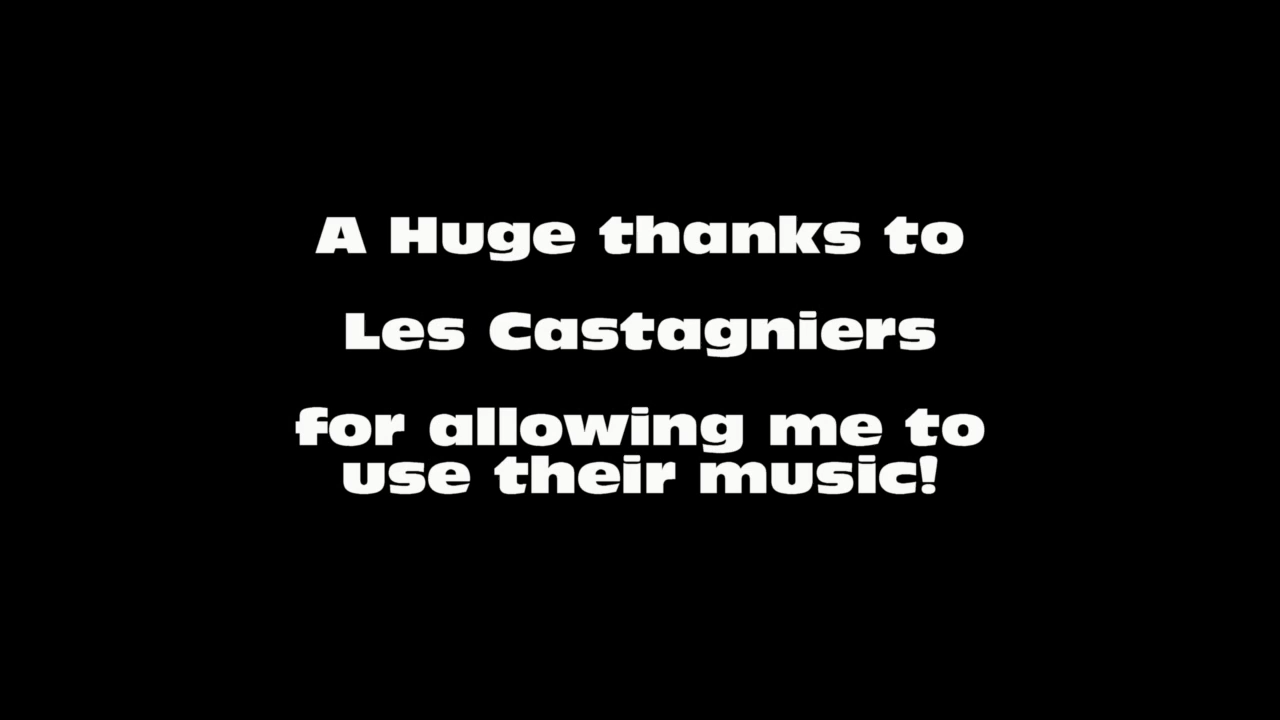 A Huge thanks to
Les Castagniers
for allowing me to
use their music!